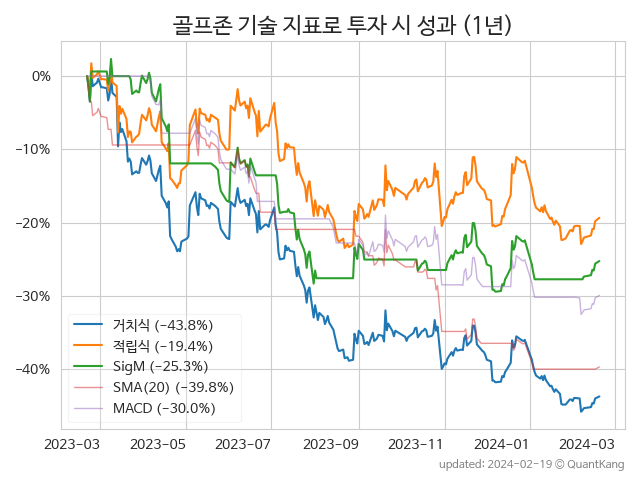 골프존 기술 지표로 투자 시 성과 (1년)
0%
−10%
−20%
−30%
−40%
거치식 (−43.8%)
적립식 (−19.4%)
SigM (−25.3%)
SMA(20) (−39.8%)
MACD (−30.0%)
2023-03 2023-05 2023-07 2023-09 2023-11 2024-01 2024-03
updated: 2024-02-19 © QuantKang